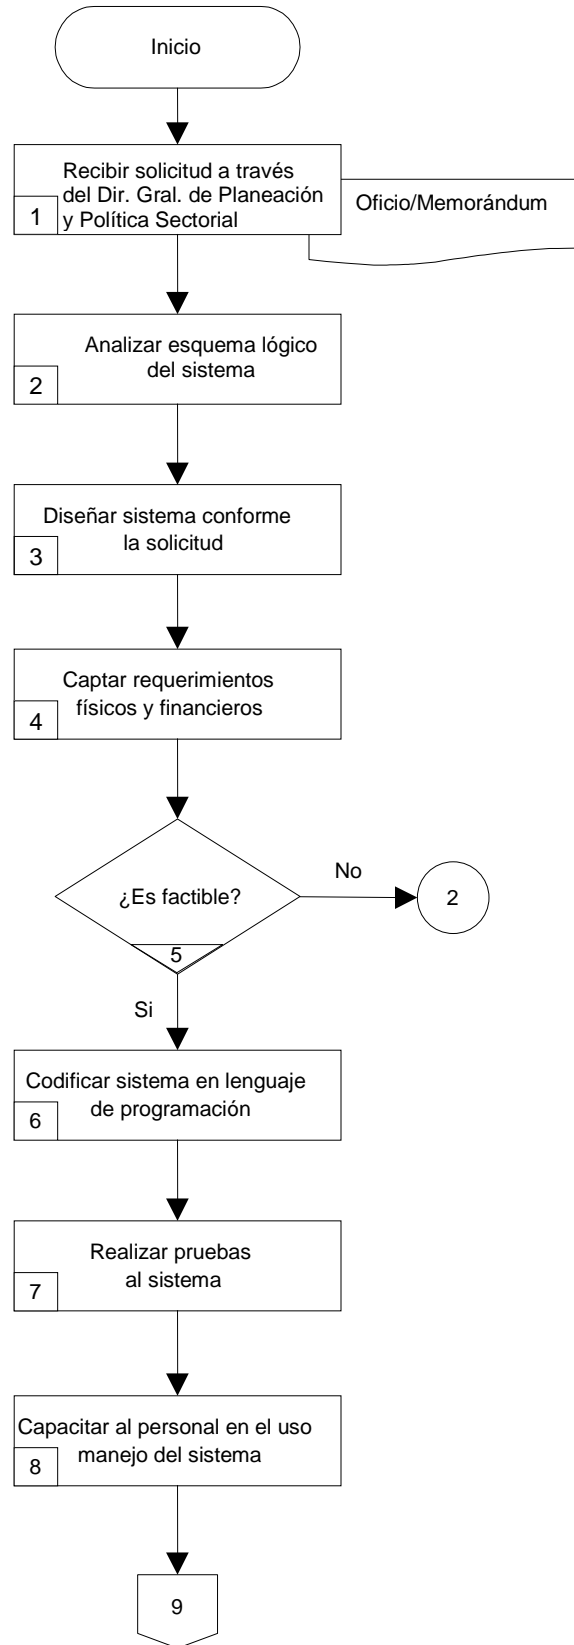 Inicio
Recibir solicitud a través
del Dir. Gral. de Planeación
y Política Sectorial
1
Oficio/Memorándum
Analizar esquema lógico
del sistema
2
Diseñar sistema conforme
la solicitud
3
Captar requerimientos
físicos y financieros
4
¿Es factible?
5
No
2
Si
Codificar sistema en lenguaje
de programación
6
Realizar pruebas
al sistema
7
Capacitar al personal en el uso
manejo del sistema
8
9